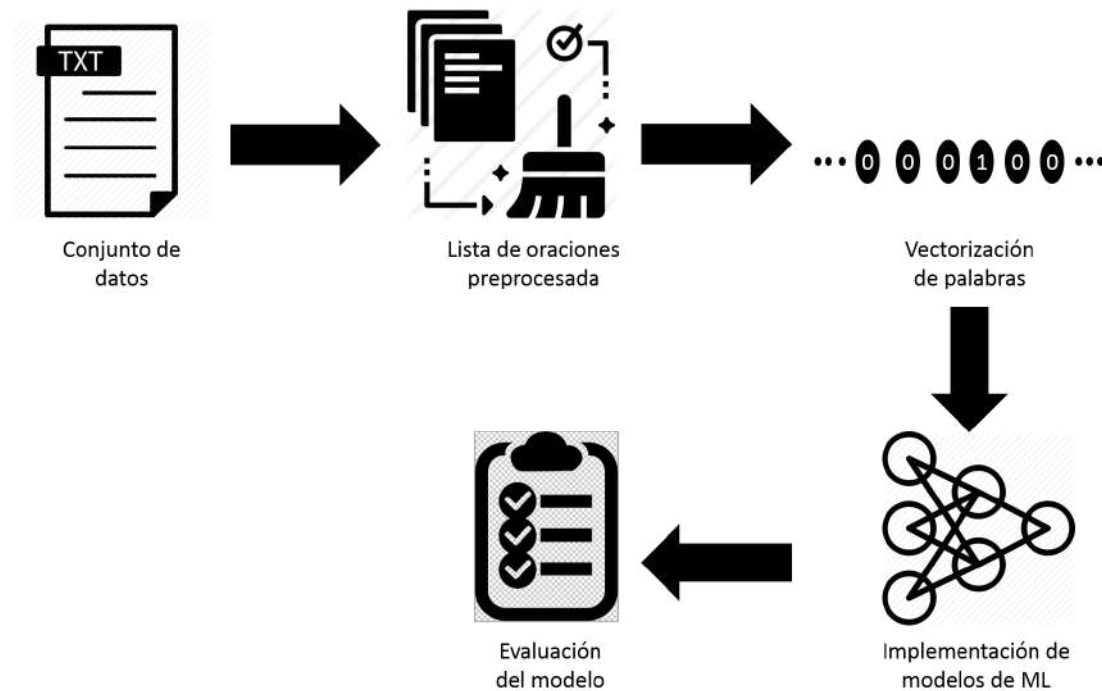 TXT
Conjunto de
datos
Lista de oraciones
preprocesada
... 0 0 0 1 0 0 ...
Vectorización
de palabras
Implementación de
modelos de ML
Evaluación
del modelo